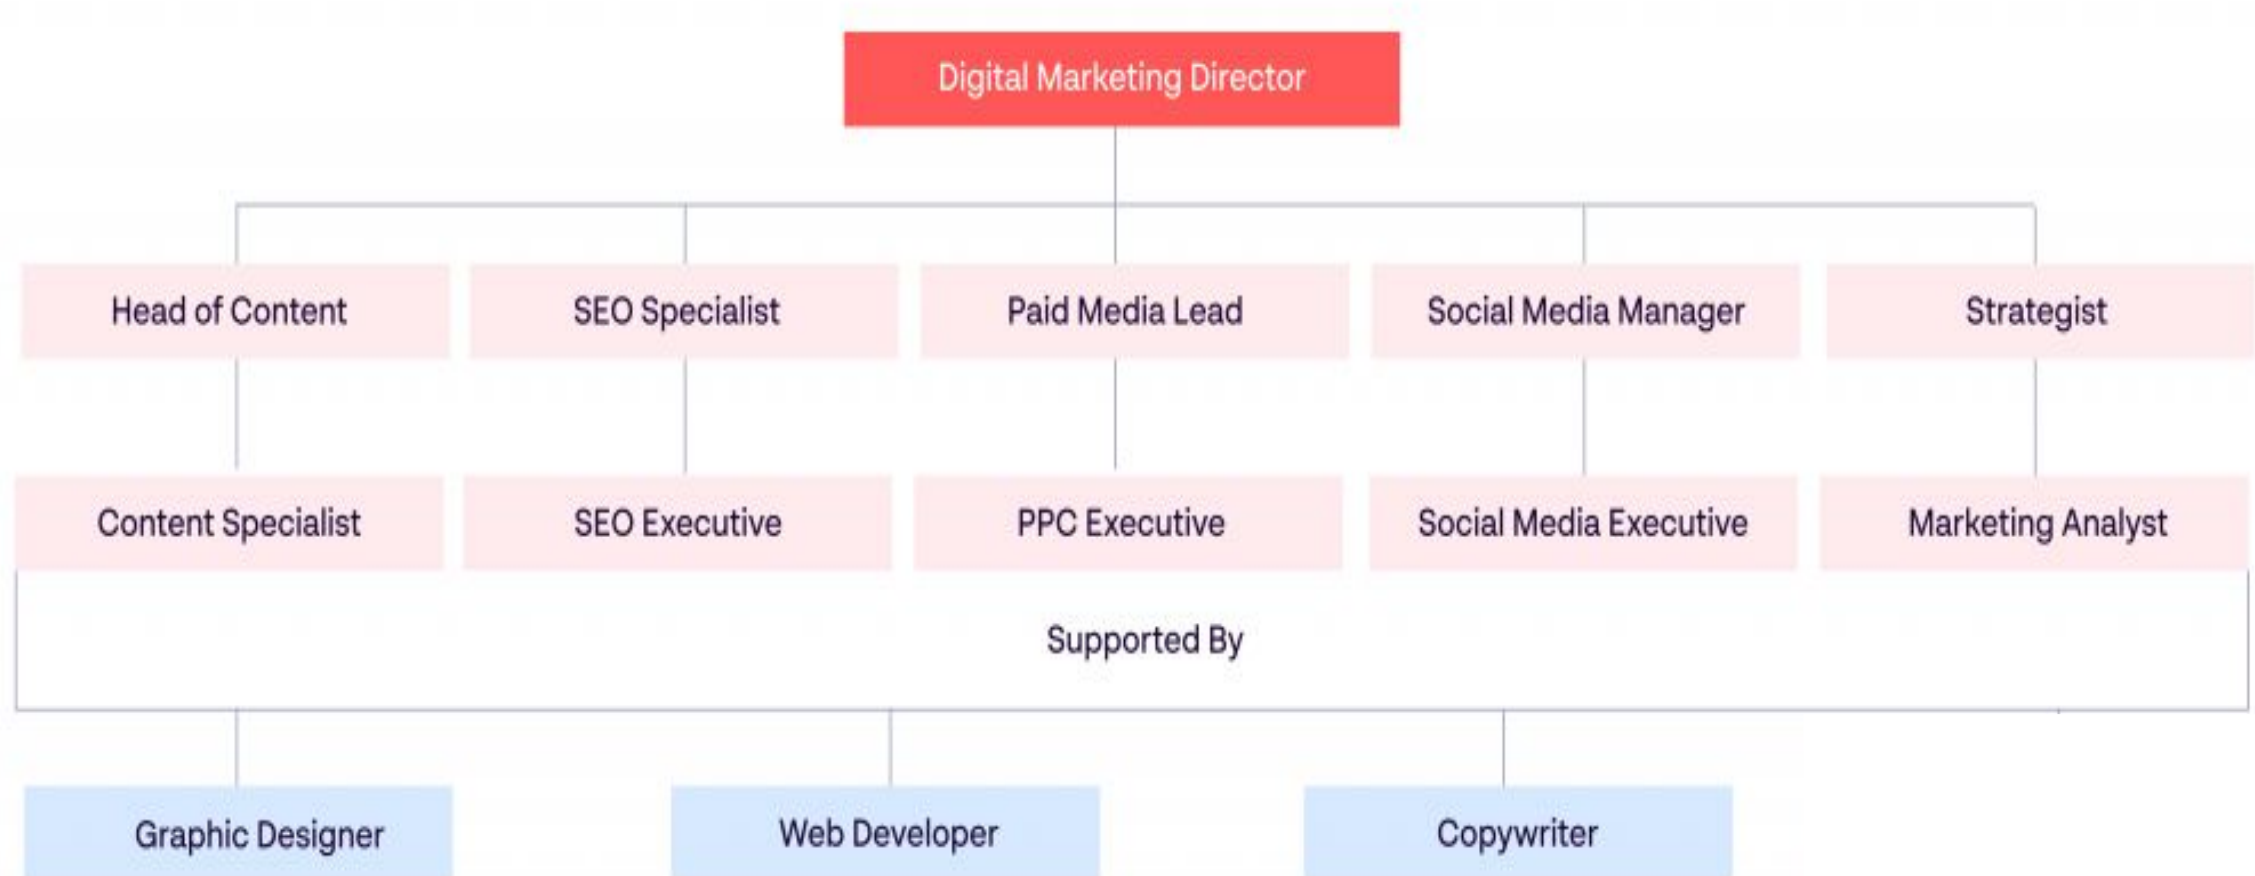 Digital Marketing Director
Head of Content
SEO Specialist
Paid Media Lead
Social Media Manager
Strategist
Content Specialist
SEO Executive
PPC Executive
Social Media Executive
Marketing Analyst
Supported By
Graphic Designer
Web Developer
Copywriter